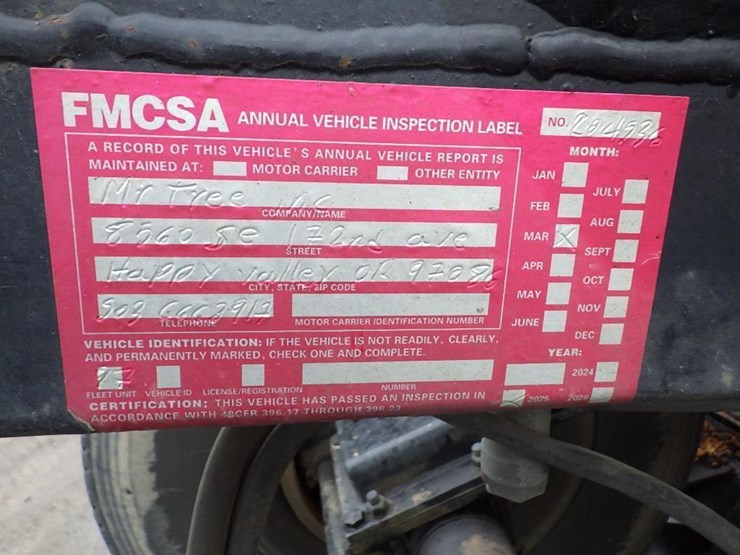 FMCSA ANNUAL VEHICLE INSPECTION LABEL
NO. 204536
A RECORD OF THIS VEHICLE'S ANNUAL VEHICLE REPORT IS
MAINTAINED AT: MOTOR CARRIER OTHER ENTITY
Mr Tree INC
COMPANY/NAME
8560 Se 172nd ave
STREET
Happy valley OR 97086
CITY, STATE, ZIP CODE
503
TELEPHONE
MOTOR CARRIER IDENTIFICATION NUMBER
VEHICLE IDENTIFICATION: IF THE VEHICLE IS NOT READILY, CLEARLY,
AND PERMANENTLY MARKED, CHECK ONE AND COMPLETE.
FLEET UNIT VEHICLE ID LICENSE/REGISTRATION NUMBER
CERTIFICATION: THIS VEHICLE HAS PASSED AN INSPECTION IN
ACCORDANCE WITH 49CFR 396.17 THROUGH 396.23
MONTH:
JAN
FEB
MAR X
APR
MAY
JUNE
JULY
AUG
SEPT
OCT
NOV
DEC
YEAR:
2024
2025
2026